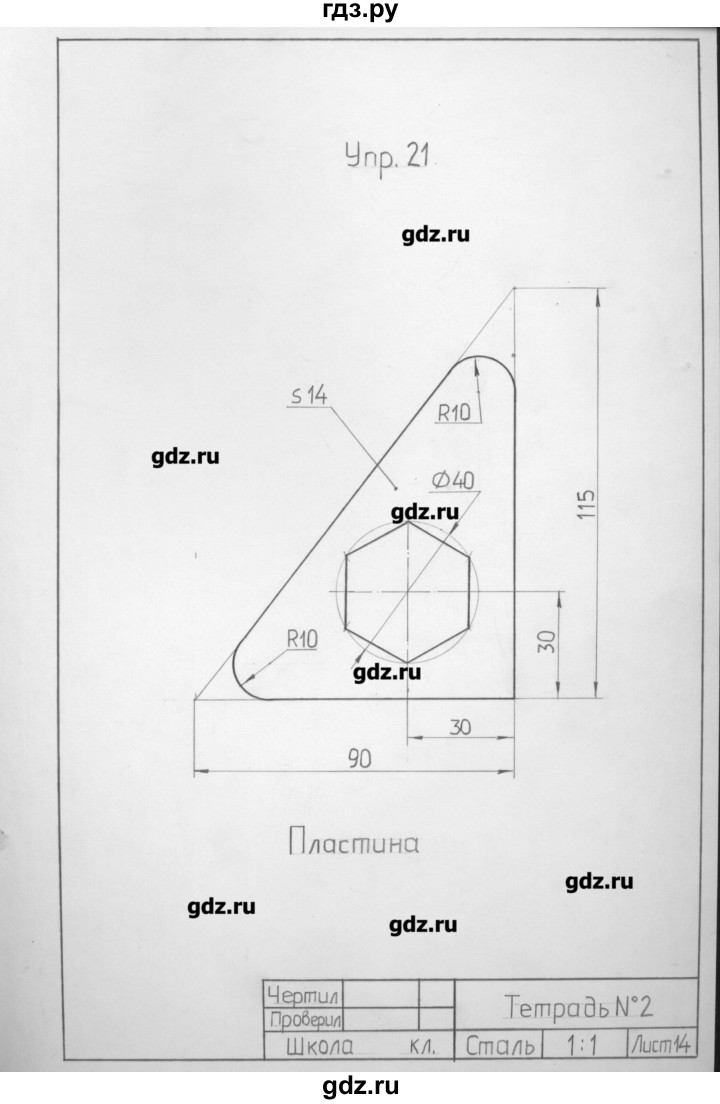 гдз.ру
Упр. 21
gdz.ru
s 14
R10
gdz.ru
Ø40
gdz.ru
115
R10
30
gdz.ru
30
90
Пластина
gdz.ru
gdz.ru
gdz.ru
Чертил
Проверил
Тетрадь №2
Школа кл. Сталь 1:1 Лист 14
gdz.ru